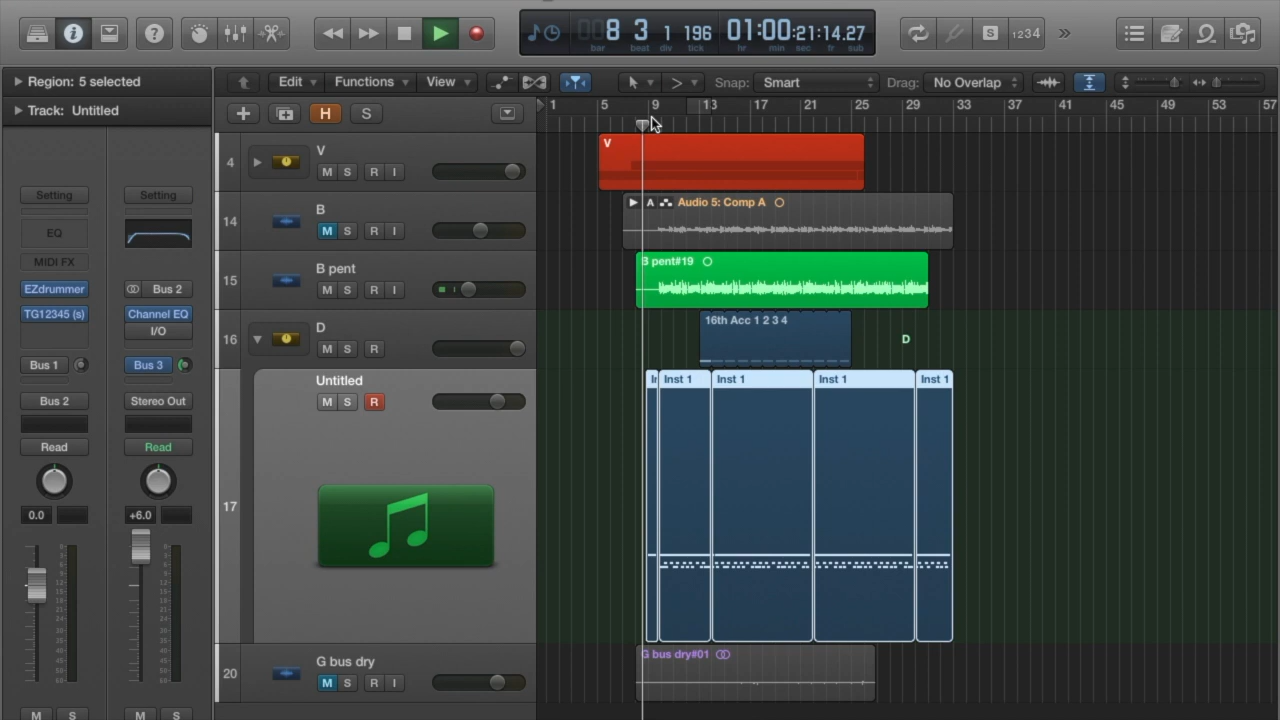 8 3 1 196 01:00:21:14.27
bar beat div tick hr min sec fr sub
S 1234
Region: 5 selected
Edit Functions View Snap: Smart Drag: No Overlap
Track: Untitled
H S
1 5 9 13 17 21 25 29 33 37 41 45 49 53 57
Setting Setting
EQ
MIDI FX
EZdrummer Bus 2
TG12345 (s) Channel EQ
I/O
Bus 1 Bus 3
Bus 2 Stereo Out
Read Read
0.0 +6.0
M S M S
4 V
M S R I
V
14 B
M S R I
A Audio 5: Comp A
15 B pent
M S R I
B pent#19
16 D
M S R
16th Acc 1 2 3 4
D
17 Untitled
M S R
Inst 1 Inst 1 Inst 1 Inst 1
20 G bus dry
M S R I
G bus dry#01